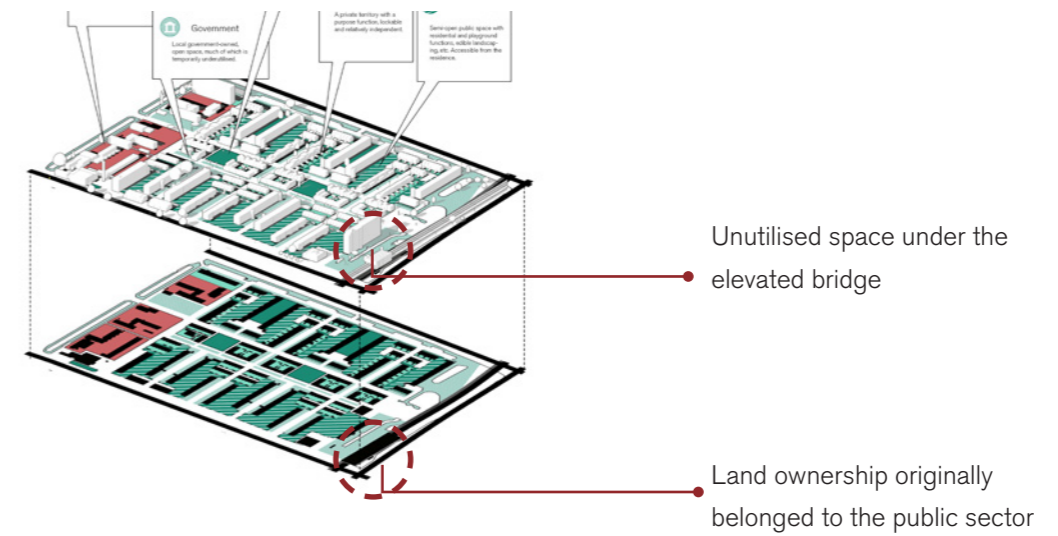 Government
Local government-owned,
open space, much of which is
temporarily underutilised.
A private territory with a
purpose function, lockable
and relatively independent.
Semi-open public space with
residential and playground
functions, edible landscap-
ing, etc. Accessible from the
residence.
Unutilised space under the
elevated bridge
Land ownership originally
belonged to the public sector